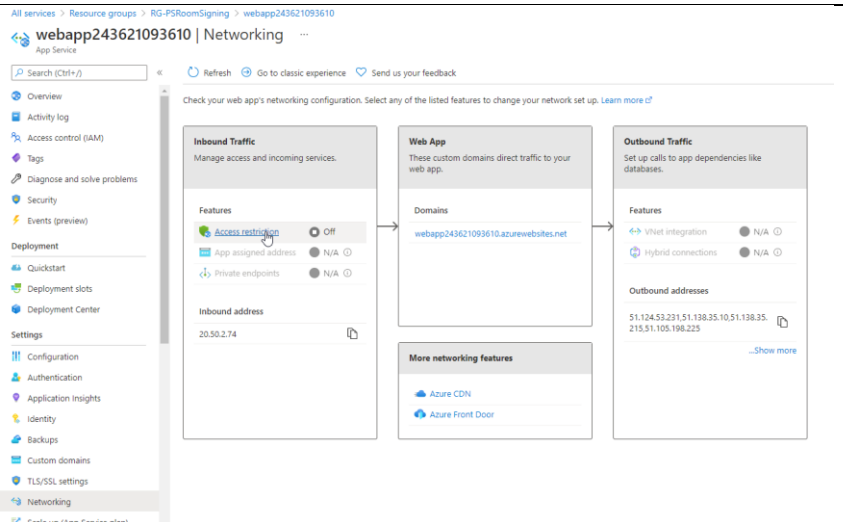 All services > Resource groups > RG-PSRoomSigning > webapp243621093610
webapp243621093610 | Networking ...
App Service
Search (Ctrl+/)
«
Refresh
Go to classic experience
Send us your feedback
Overview
Activity log
Access control (IAM)
Tags
Diagnose and solve problems
Security
Events (preview)
Deployment
Quickstart
Deployment slots
Deployment Center
Settings
Configuration
Authentication
Application Insights
Identity
Backups
Custom domains
TLS/SSL settings
Networking
Scale up (App Service plan)
Check your web app's networking configuration. Select any of the listed features to change your network set up. Learn more
Inbound Traffic
Manage access and incoming services.
Features
Access restriction Off
App assigned address N/A
Private endpoints N/A
Inbound address
20.50.2.74
Web App
These custom domains direct traffic to your
web app.
Domains
webapp243621093610.azurewebsites.net
More networking features
Azure CDN
Azure Front Door
Outbound Traffic
Set up calls to app dependencies like
databases.
Features
VNet integration N/A
Hybrid connections N/A
Outbound addresses
51.124.53.231,51.138.35.10,51.138.35.
215,51.105.198.225
...Show more